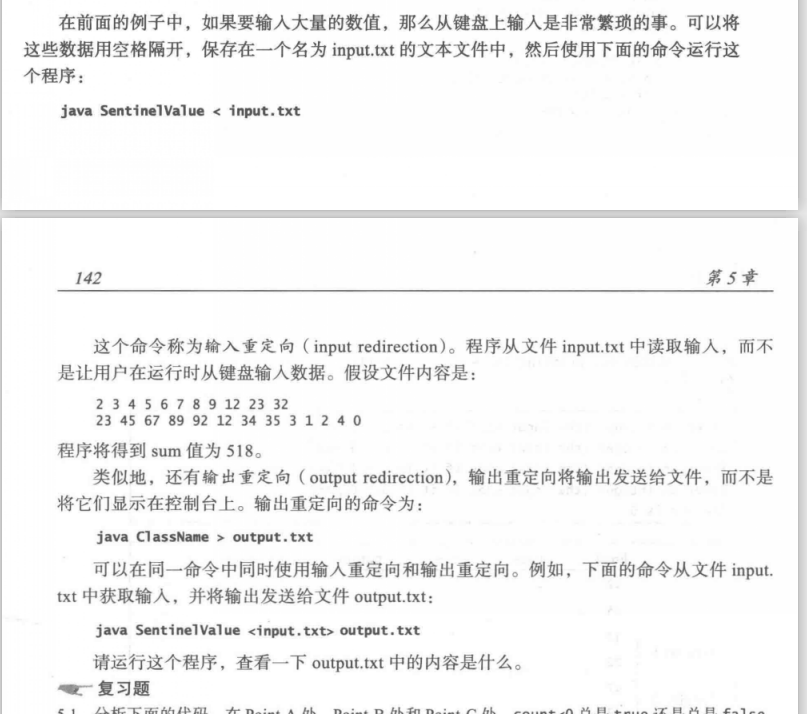 在前面的例子中，如果要输入大量的数值，那么从键盘上输入是非常繁琐的事。可以将
这些数据用空格隔开，保存在一个名为 input.txt 的文本文件中，然后使用下面的命令运行这
个程序：
java SentinelValue < input.txt
142 第 5 章
这个命令称为输入重定向（input redirection）。程序从文件 input.txt 中读取输入，而不
是让用户在运行时从键盘输入数据。假设文件内容是：
2 3 4 5 6 7 8 9 12 23 32
23 45 67 89 92 12 34 35 3 1 2 4 0
程序将得到 sum 值为 518。
类似地，还有输出重定向（output redirection），输出重定向将输出发送给文件，而不是
将它们显示在控制台上。输出重定向的命令为：
java ClassName > output.txt
可以在同一命令中同时使用输入重定向和输出重定向。例如，下面的命令从文件 input.
txt 中获取输入，并将输出发送给文件 output.txt：
java SentinelValue <input.txt> output.txt
请运行这个程序，查看一下 output.txt 中的内容是什么。
复习题
5.1 分析下面的代码。在 Point A 处、Point B 处和 Point C 处，count<0 总是 true 还是总是 false